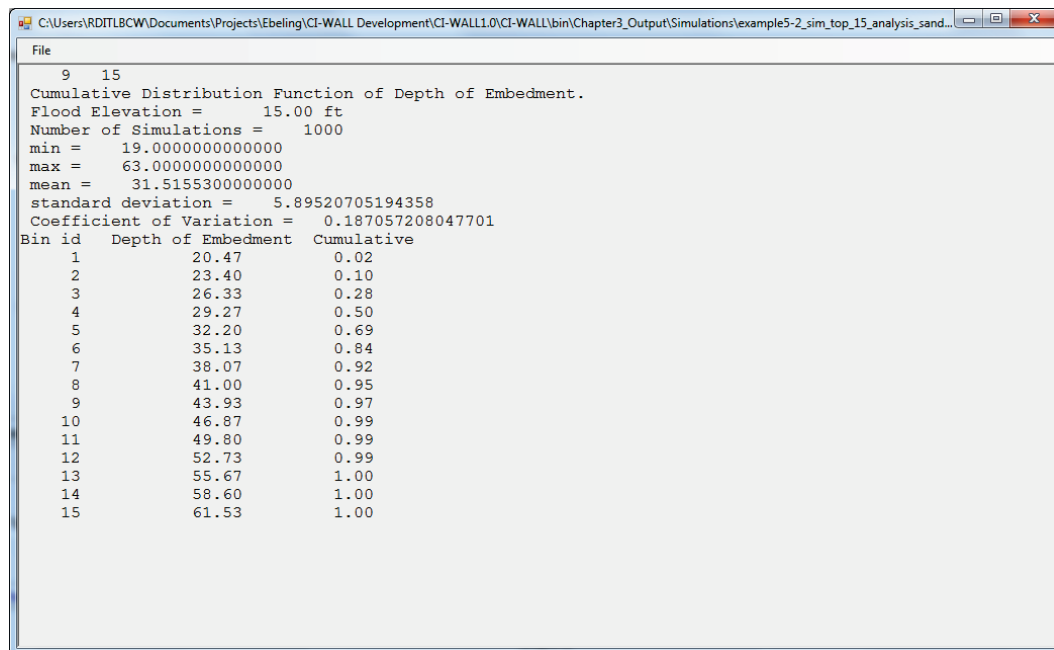 C:\Users\RDITLBCW\Documents\Projects\Ebeling\CI-WALL Development\CI-WALL1.0\CI-WALL\bin\Chapter3_Output\Simulations\example5-2_sim_top_15_analysis_sand...
File
9 15
Cumulative Distribution Function of Depth of Embedment.
Flood Elevation = 15.00 ft
Number of Simulations = 1000
min = 19.0000000000000
max = 63.0000000000000
mean = 31.5155300000000
standard deviation = 5.89520705194358
Coefficient of Variation = 0.187057208047701
Bin id Depth of Embedment Cumulative
1 20.47 0.02
2 23.40 0.10
3 26.33 0.28
4 29.27 0.50
5 32.20 0.69
6 35.13 0.84
7 38.07 0.92
8 41.00 0.95
9 43.93 0.97
10 46.87 0.99
11 49.80 0.99
12 52.73 0.99
13 55.67 1.00
14 58.60 1.00
15 61.53 1.00